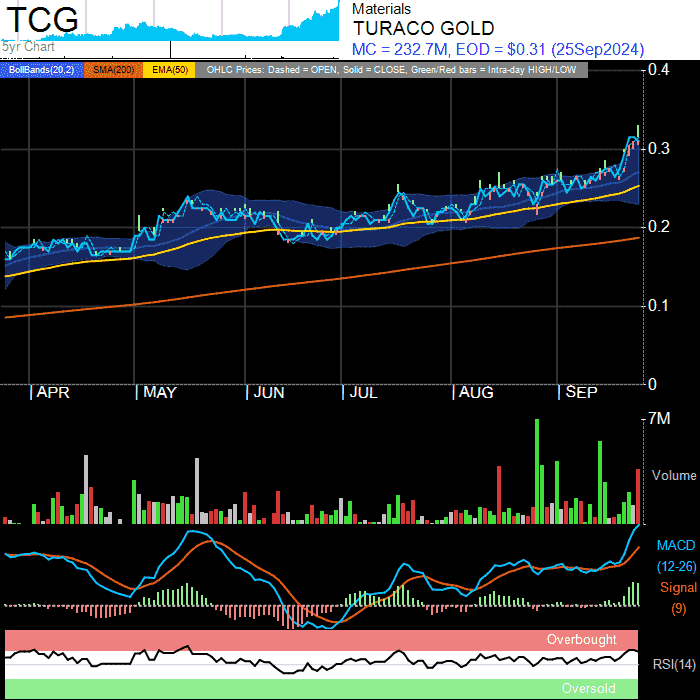 TCG
5yr Chart
Materials
TURACO GOLD
MC = 232.7M, EOD = $0.31 (25Sep2024)
BollBands(20,2) SMA(200) EMA(50) OHLC Prices: Dashed = OPEN, Solid = CLOSE, Green/Red bars = Intra-day HIGH/LOW
0.4
0.3
0.2
0.1
0
APR MAY JUN JUL AUG SEP
7M
Volume
MACD
(12-26)
Signal
(9)
Overbought
RSI(14)
Oversold